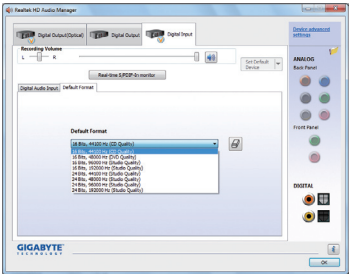 Realtek HD Audio Manager
Digital Output(Optical)
Digital Output
Digital Input
Device advanced settings
Recording Volume
L
R
Set Default Device
Real-time S/PDIF-In monitor
ANALOG
Back Panel
Digital Audio Input
Default Format
Default Format
16 Bits, 44100 Hz (CD Quality)
16 Bits, 44100 Hz (CD Quality)
16 Bits, 48000 Hz (DVD Quality)
16 Bits, 96000 Hz (Studio Quality)
16 Bits, 192000 Hz (Studio Quality)
24 Bits, 44100 Hz (Studio Quality)
24 Bits, 48000 Hz (Studio Quality)
24 Bits, 96000 Hz (Studio Quality)
24 Bits, 192000 Hz (Studio Quality)
Front Panel
DIGITAL
GIGABYTE
TECHNOLOGY
OK